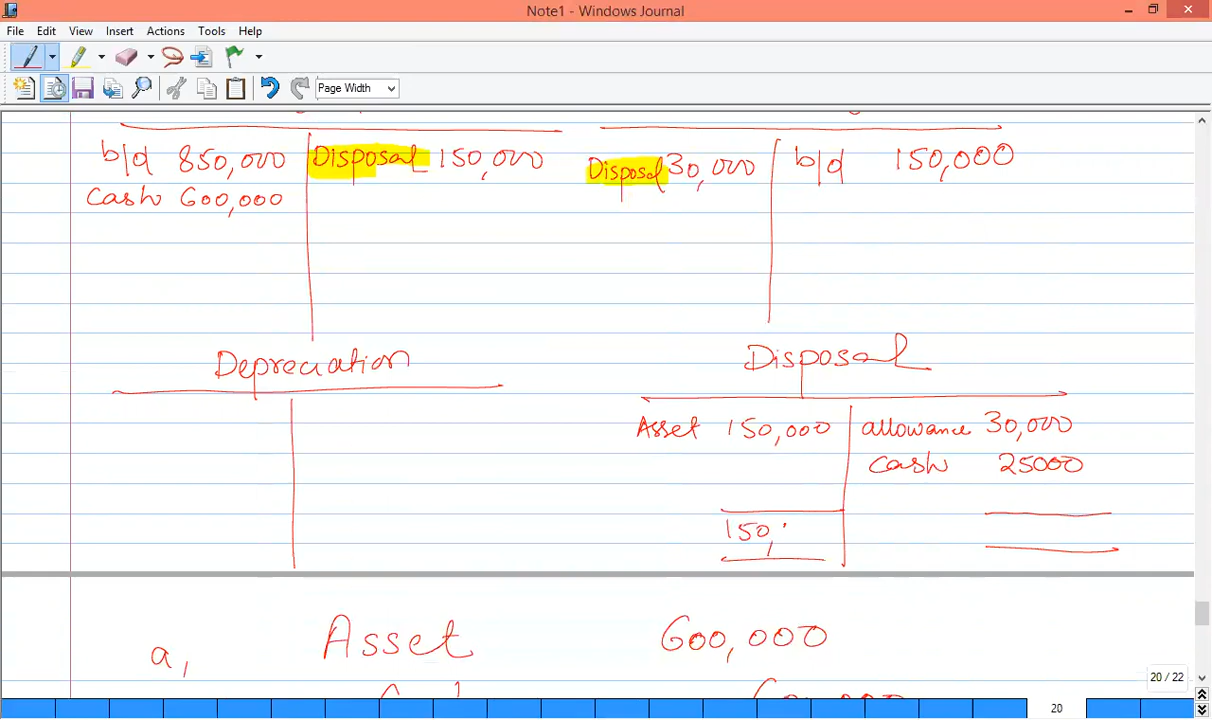 Note1 - Windows Journal
File Edit View Insert Actions Tools Help
Page Width
b/d 850,000 Disposal 150,000
Cash 600,000
Disposal 30,000 b/d 150,000
Depreciation
Disposal
Asset 150,000 allowance 30,000
cash 25000
150,
Asset 600,000
a,
20 / 22
20